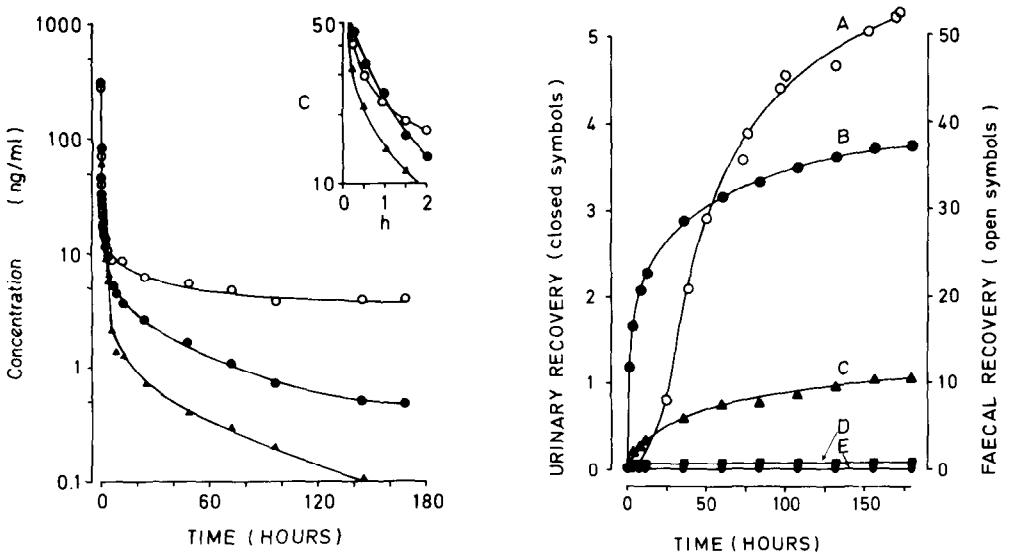 1000
100
10
1
0.1
Concentration (ng/ml)
0 60 120 180
TIME (HOURS)
50
C
10
0 1 2
h
5
4
3
2
1
0
URINARY RECOVERY (closed symbols)
A
B
C
D
E
50
40
30
20
10
0
FAECAL RECOVERY (open symbols)
0 50 100 150
TIME (HOURS)